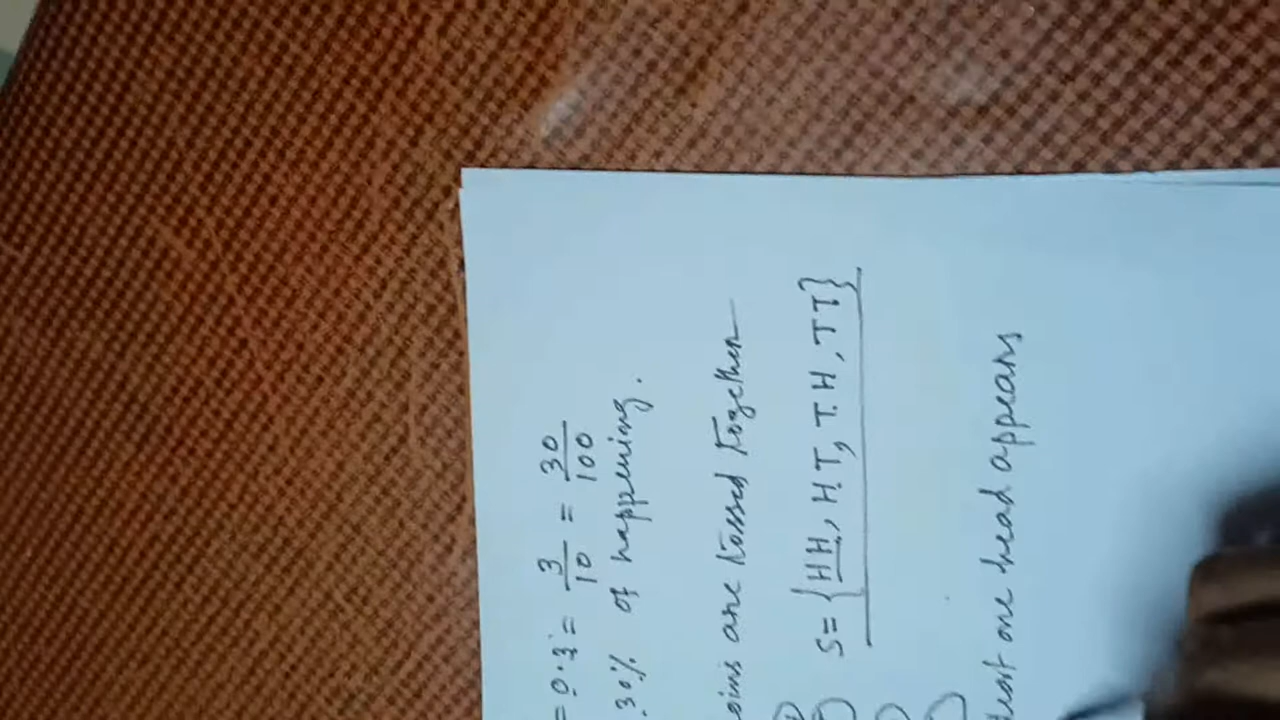 = 0.3 = 3/10 = 30/100
30% of happening.
coins are tossed together
S = {HH, HT, TH, TT}
one head appears